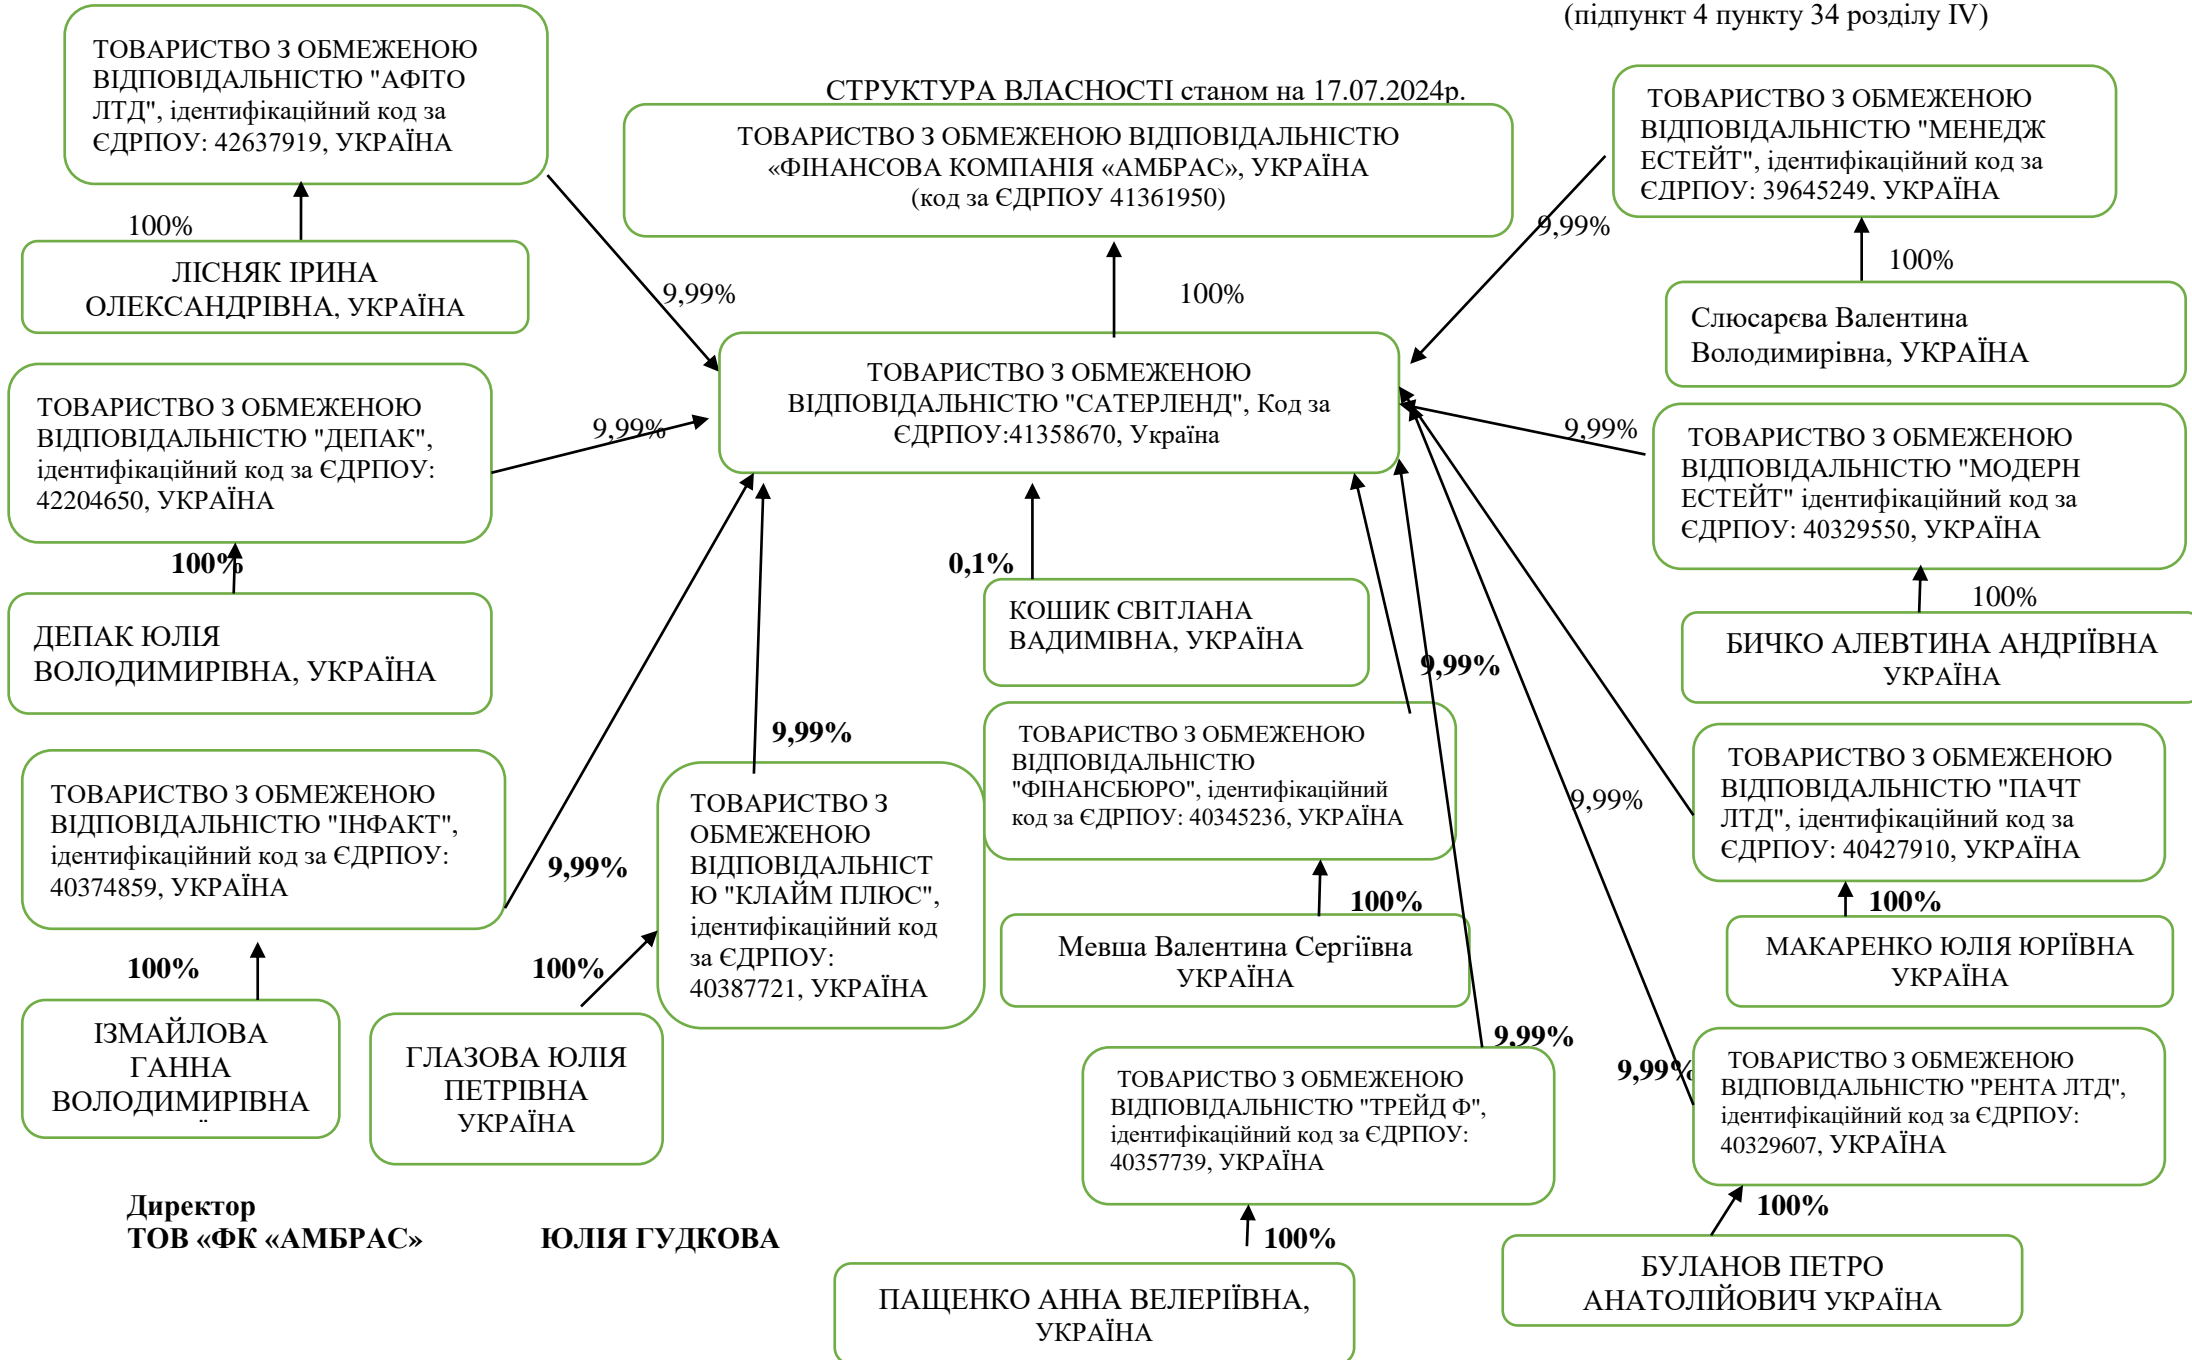 (підпункт 4 пункту 34 розділу IV)
ТОВАРИСТВО З ОБМЕЖЕНОЮ
ВІДПОВІДАЛЬНІСТЮ "АФІТО
ЛТД", ідентифікаційний код за
ЄДРПОУ: 42637919, УКРАЇНА
СТРУКТУРА ВЛАСНОСТІ станом на 17.07.2024р.
ТОВАРИСТВО З ОБМЕЖЕНОЮ ВІДПОВІДАЛЬНІСТЮ
«ФІНАНСОВА КОМПАНІЯ «АМБРАС», УКРАЇНА
(код за ЄДРПОУ 41361950)
ТОВАРИСТВО З ОБМЕЖЕНОЮ
ВІДПОВІДАЛЬНІСТЮ "МЕНЕДЖ
ЕСТЕЙТ", ідентифікаційний код за
ЄДРПОУ: 39645249, УКРАЇНА
100%
9,99%
100%
ЛІСНЯК ІРИНА
ОЛЕКСАНДРІВНА, УКРАЇНА
9,99%
100%
Слюсарєва Валентина
Володимирівна, УКРАЇНА
ТОВАРИСТВО З ОБМЕЖЕНОЮ
ВІДПОВІДАЛЬНІСТЮ "САТЕРЛЕНД", Код за
ЄДРПОУ:41358670, Україна
ТОВАРИСТВО З ОБМЕЖЕНОЮ
ВІДПОВІДАЛЬНІСТЮ "ДЕПАК",
ідентифікаційний код за ЄДРПОУ:
42204650, УКРАЇНА
9,99%
9,99%
ТОВАРИСТВО З ОБМЕЖЕНОЮ
ВІДПОВІДАЛЬНІСТЮ "МОДЕРН
ЕСТЕЙТ" ідентифікаційний код за
ЄДРПОУ: 40329550, УКРАЇНА
100%
0,1%
100%
ДЕПАК ЮЛІЯ
ВОЛОДИМИРІВНА, УКРАЇНА
КОШИК СВІТЛАНА
ВАДИМІВНА, УКРАЇНА
БИЧКО АЛЕВТИНА АНДРІЇВНА
УКРАЇНА
9,99%
9,99%
ТОВАРИСТВО З ОБМЕЖЕНОЮ
ВІДПОВІДАЛЬНІСТЮ
"ФІНАНСБЮРО", ідентифікаційний
код за ЄДРПОУ: 40345236, УКРАЇНА
ТОВАРИСТВО З ОБМЕЖЕНОЮ
ВІДПОВІДАЛЬНІСТЮ "ПАЧТ
ЛТД", ідентифікаційний код за
ЄДРПОУ: 40427910, УКРАЇНА
ТОВАРИСТВО З ОБМЕЖЕНОЮ
ВІДПОВІДАЛЬНІСТЮ "ІНФАКТ",
ідентифікаційний код за ЄДРПОУ:
40374859, УКРАЇНА
9,99%
ТОВАРИСТВО З
ОБМЕЖЕНОЮ
ВІДПОВІДАЛЬНІСТ
Ю "КЛАЙМ ПЛЮС",
ідентифікаційний код
за ЄДРПОУ:
40387721, УКРАЇНА
9,99%
100%
100%
Мевша Валентина Сергіївна
УКРАЇНА
МАКАРЕНКО ЮЛІЯ ЮРІЇВНА
УКРАЇНА
100%
100%
ІЗМАЙЛОВА
ГАННА
ВОЛОДИМИРІВНА
ГЛАЗОВА ЮЛІЯ
ПЕТРІВНА
УКРАЇНА
9,99%
9,99%
ТОВАРИСТВО З ОБМЕЖЕНОЮ
ВІДПОВІДАЛЬНІСТЮ "ТРЕЙД Ф",
ідентифікаційний код за ЄДРПОУ:
40357739, УКРАЇНА
ТОВАРИСТВО З ОБМЕЖЕНОЮ
ВІДПОВІДАЛЬНІСТЮ "РЕНТА ЛТД",
ідентифікаційний код за ЄДРПОУ:
40329607, УКРАЇНА
Директор
ТОВ «ФК «АМБРАС» ЮЛІЯ ГУДКОВА
100%
100%
ПАЩЕНКО АННА ВЕЛЕРІЇВНА,
УКРАЇНА
БУЛАНОВ ПЕТРО
АНАТОЛІЙОВИЧ УКРАЇНА